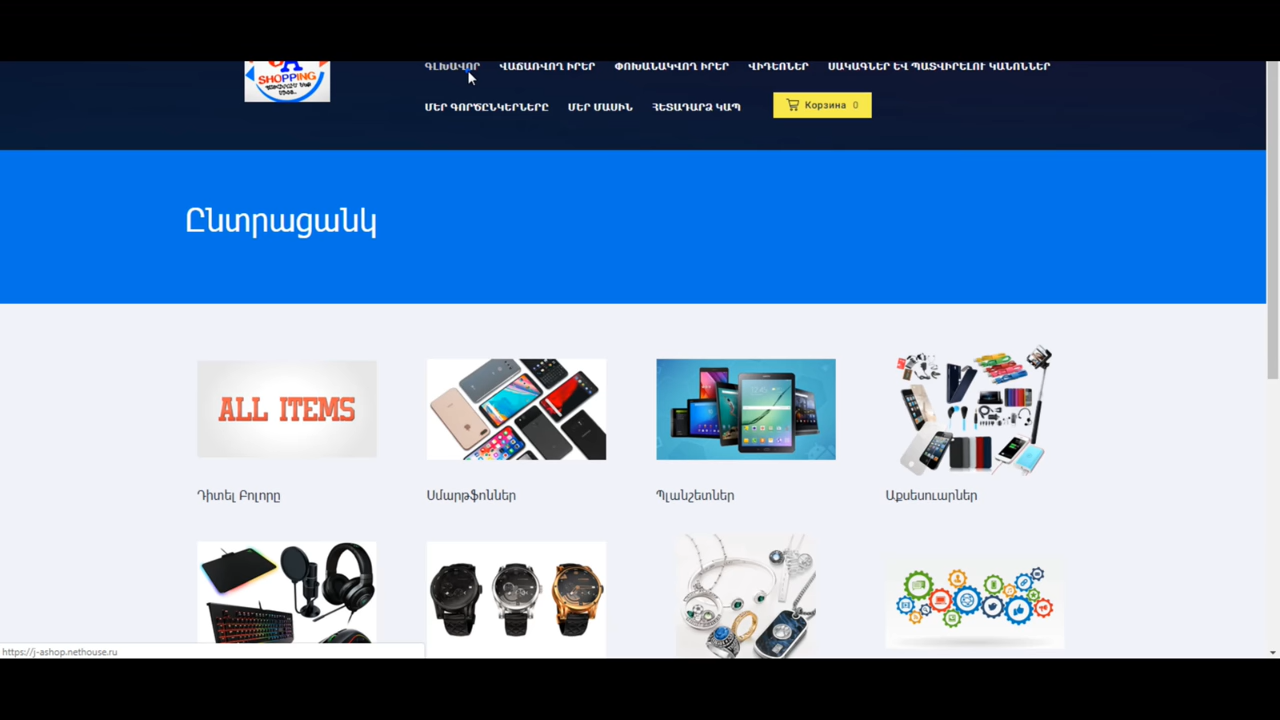 SHOPPING
ԳԼԽԱՎՈՐ ՎԱՃԱՌՎՈՂ ԻՐԵՐ ՓՈԽԱՆԱԿՎՈՂ ԻՐԵՐ ՎԻԴԵՈՆԵՐ ՍԱԿԱԳՆԵՐ ԵՎ ՊԱՏՎԻՐԵԼՈՒ ԿԱՆՈՆՆԵՐ
ՄԵՐ ԳՈՐԾԸՆԿԵՐՆԵՐԸ ՄԵՐ ՄԱՍԻՆ ՀԵՏԱԴԱՐՁ ԿԱՊ Корзина 0
Ընտրացանկ
ALL ITEMS
Դիտել Բոլորը Սմարթֆոններ Պլանշետներ Աքսեսուարներ
https://j-ashop.nethouse.ru